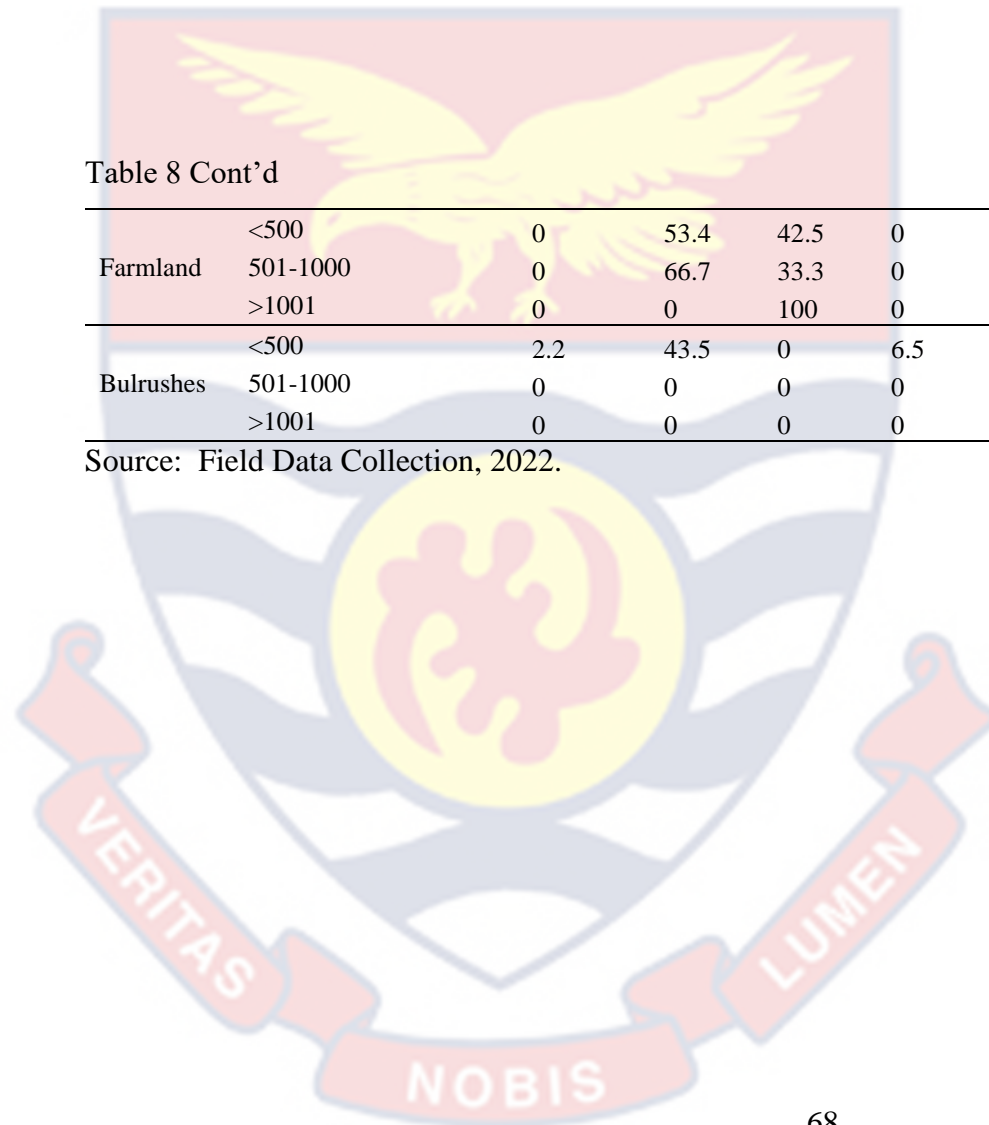 Table 8 Cont’d
<500 0 53.4 42.5 0
Farmland 501-1000 0 66.7 33.3 0
>1001 0 0 100 0
<500 2.2 43.5 0 6.5
Bulrushes 501-1000 0 0 0 0
>1001 0 0 0 0
Source: Field Data Collection, 2022.
VERITAS
NOBIS
LUMEN
68